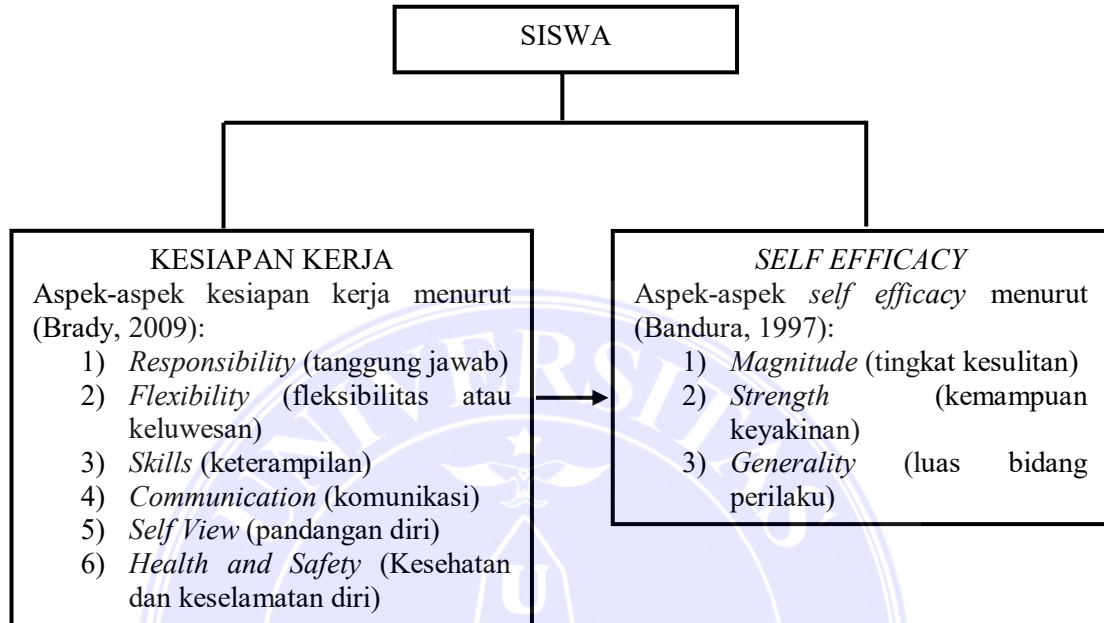 SISWA
KESIAPAN KERJA
Aspek-aspek kesiapan kerja menurut
(Brady, 2009):
1) Responsibility (tanggung jawab)
2) Flexibility (fleksibilitas atau
keluwesan)
3) Skills (keterampilan)
4) Communication (komunikasi)
5) Self View (pandangan diri)
6) Health and Safety (Kesehatan
dan keselamatan diri)
SELF EFFICACY
Aspek-aspek self efficacy menurut
(Bandura, 1997):
1) Magnitude (tingkat kesulitan)
2) Strength (kemampuan
keyakinan)
3) Generality (luas bidang
perilaku)
UNIVERSITAS
U